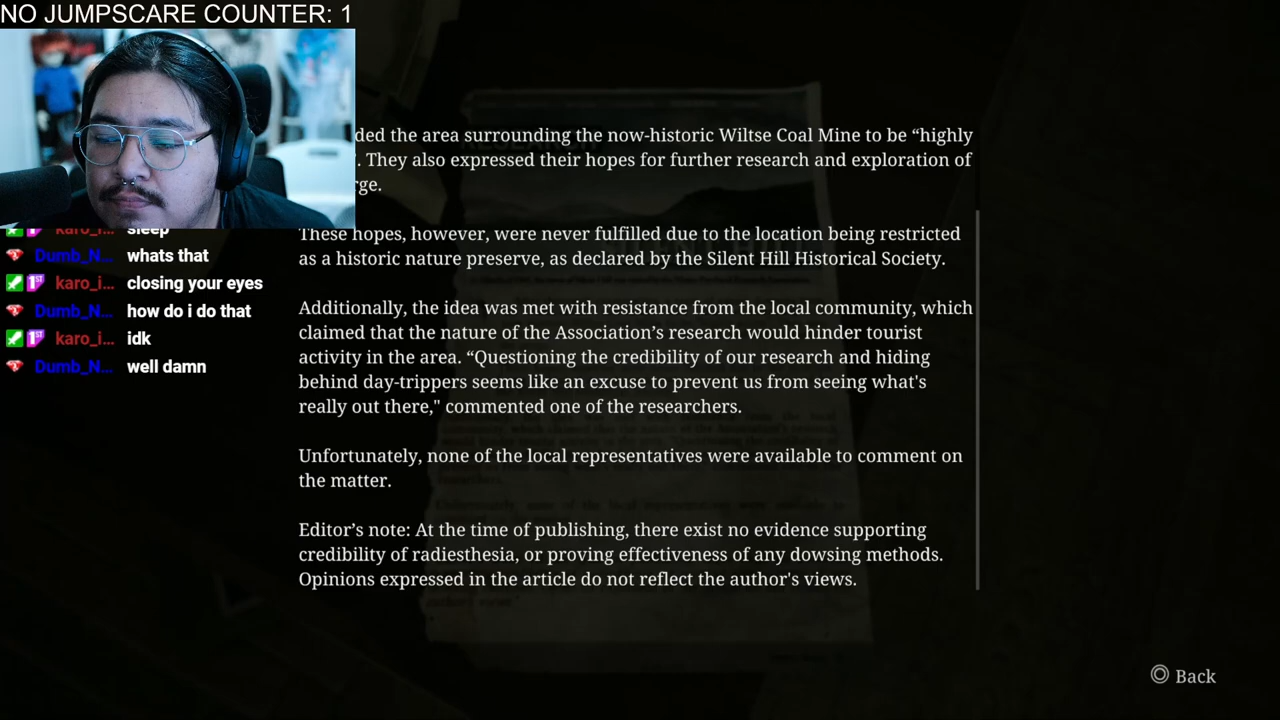 NO JUMPSCARE COUNTER: 1
ded the area surrounding the now-historic Wiltse Coal Mine to be “highly
. They also expressed their hopes for further research and exploration of
rge.
karo_i... sleep
Dumb_N... whats that
karo_i... closing your eyes
Dumb_N... how do i do that
karo_i... idk
Dumb_N... well damn
These hopes, however, were never fulfilled due to the location being restricted
as a historic nature preserve, as declared by the Silent Hill Historical Society.
Additionally, the idea was met with resistance from the local community, which
claimed that the nature of the Association’s research would hinder tourist
activity in the area. “Questioning the credibility of our research and hiding
behind day-trippers seems like an excuse to prevent us from seeing what's
really out there," commented one of the researchers.
Unfortunately, none of the local representatives were available to comment on
the matter.
Editor’s note: At the time of publishing, there exist no evidence supporting
credibility of radiesthesia, or proving effectiveness of any dowsing methods.
Opinions expressed in the article do not reflect the author's views.
Back